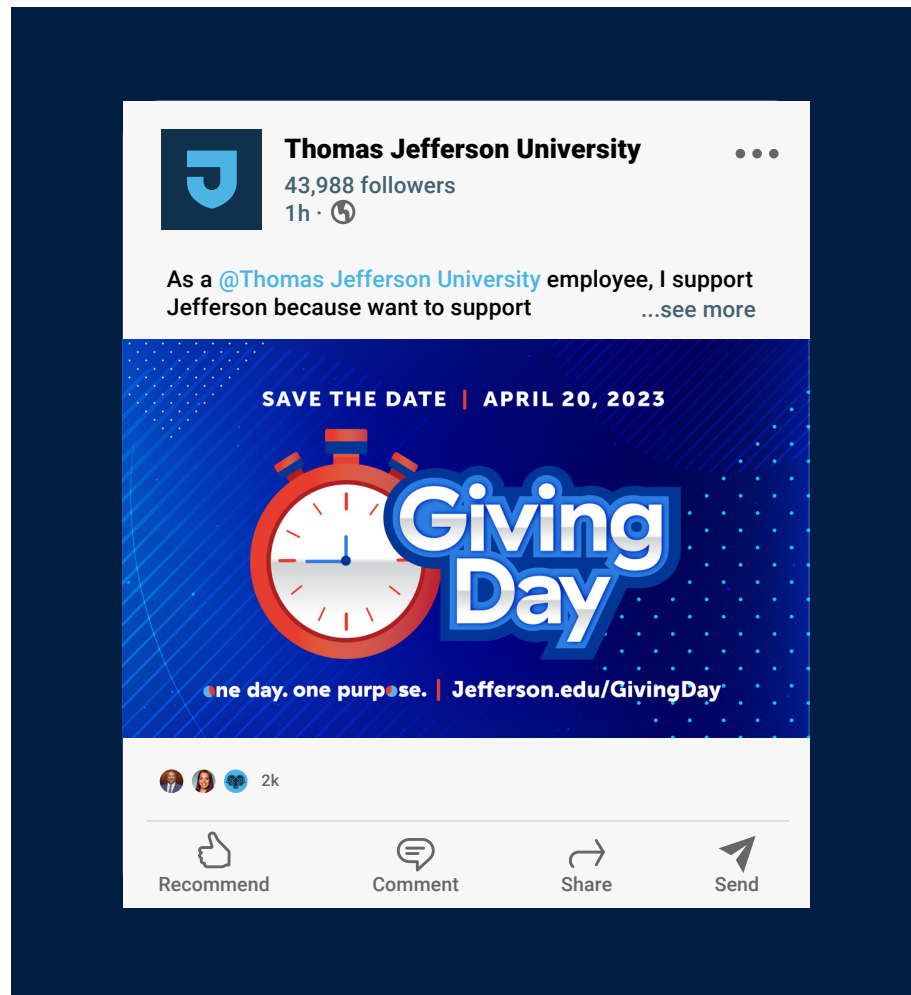 Thomas Jefferson University
43,988 followers
1h ·
As a @Thomas Jefferson University employee, I support
Jefferson because want to support ...see more
SAVE THE DATE | APRIL 20, 2023
Giving
Day
one day. one purpose. | Jefferson.edu/GivingDay
2k
Recommend Comment Share Send